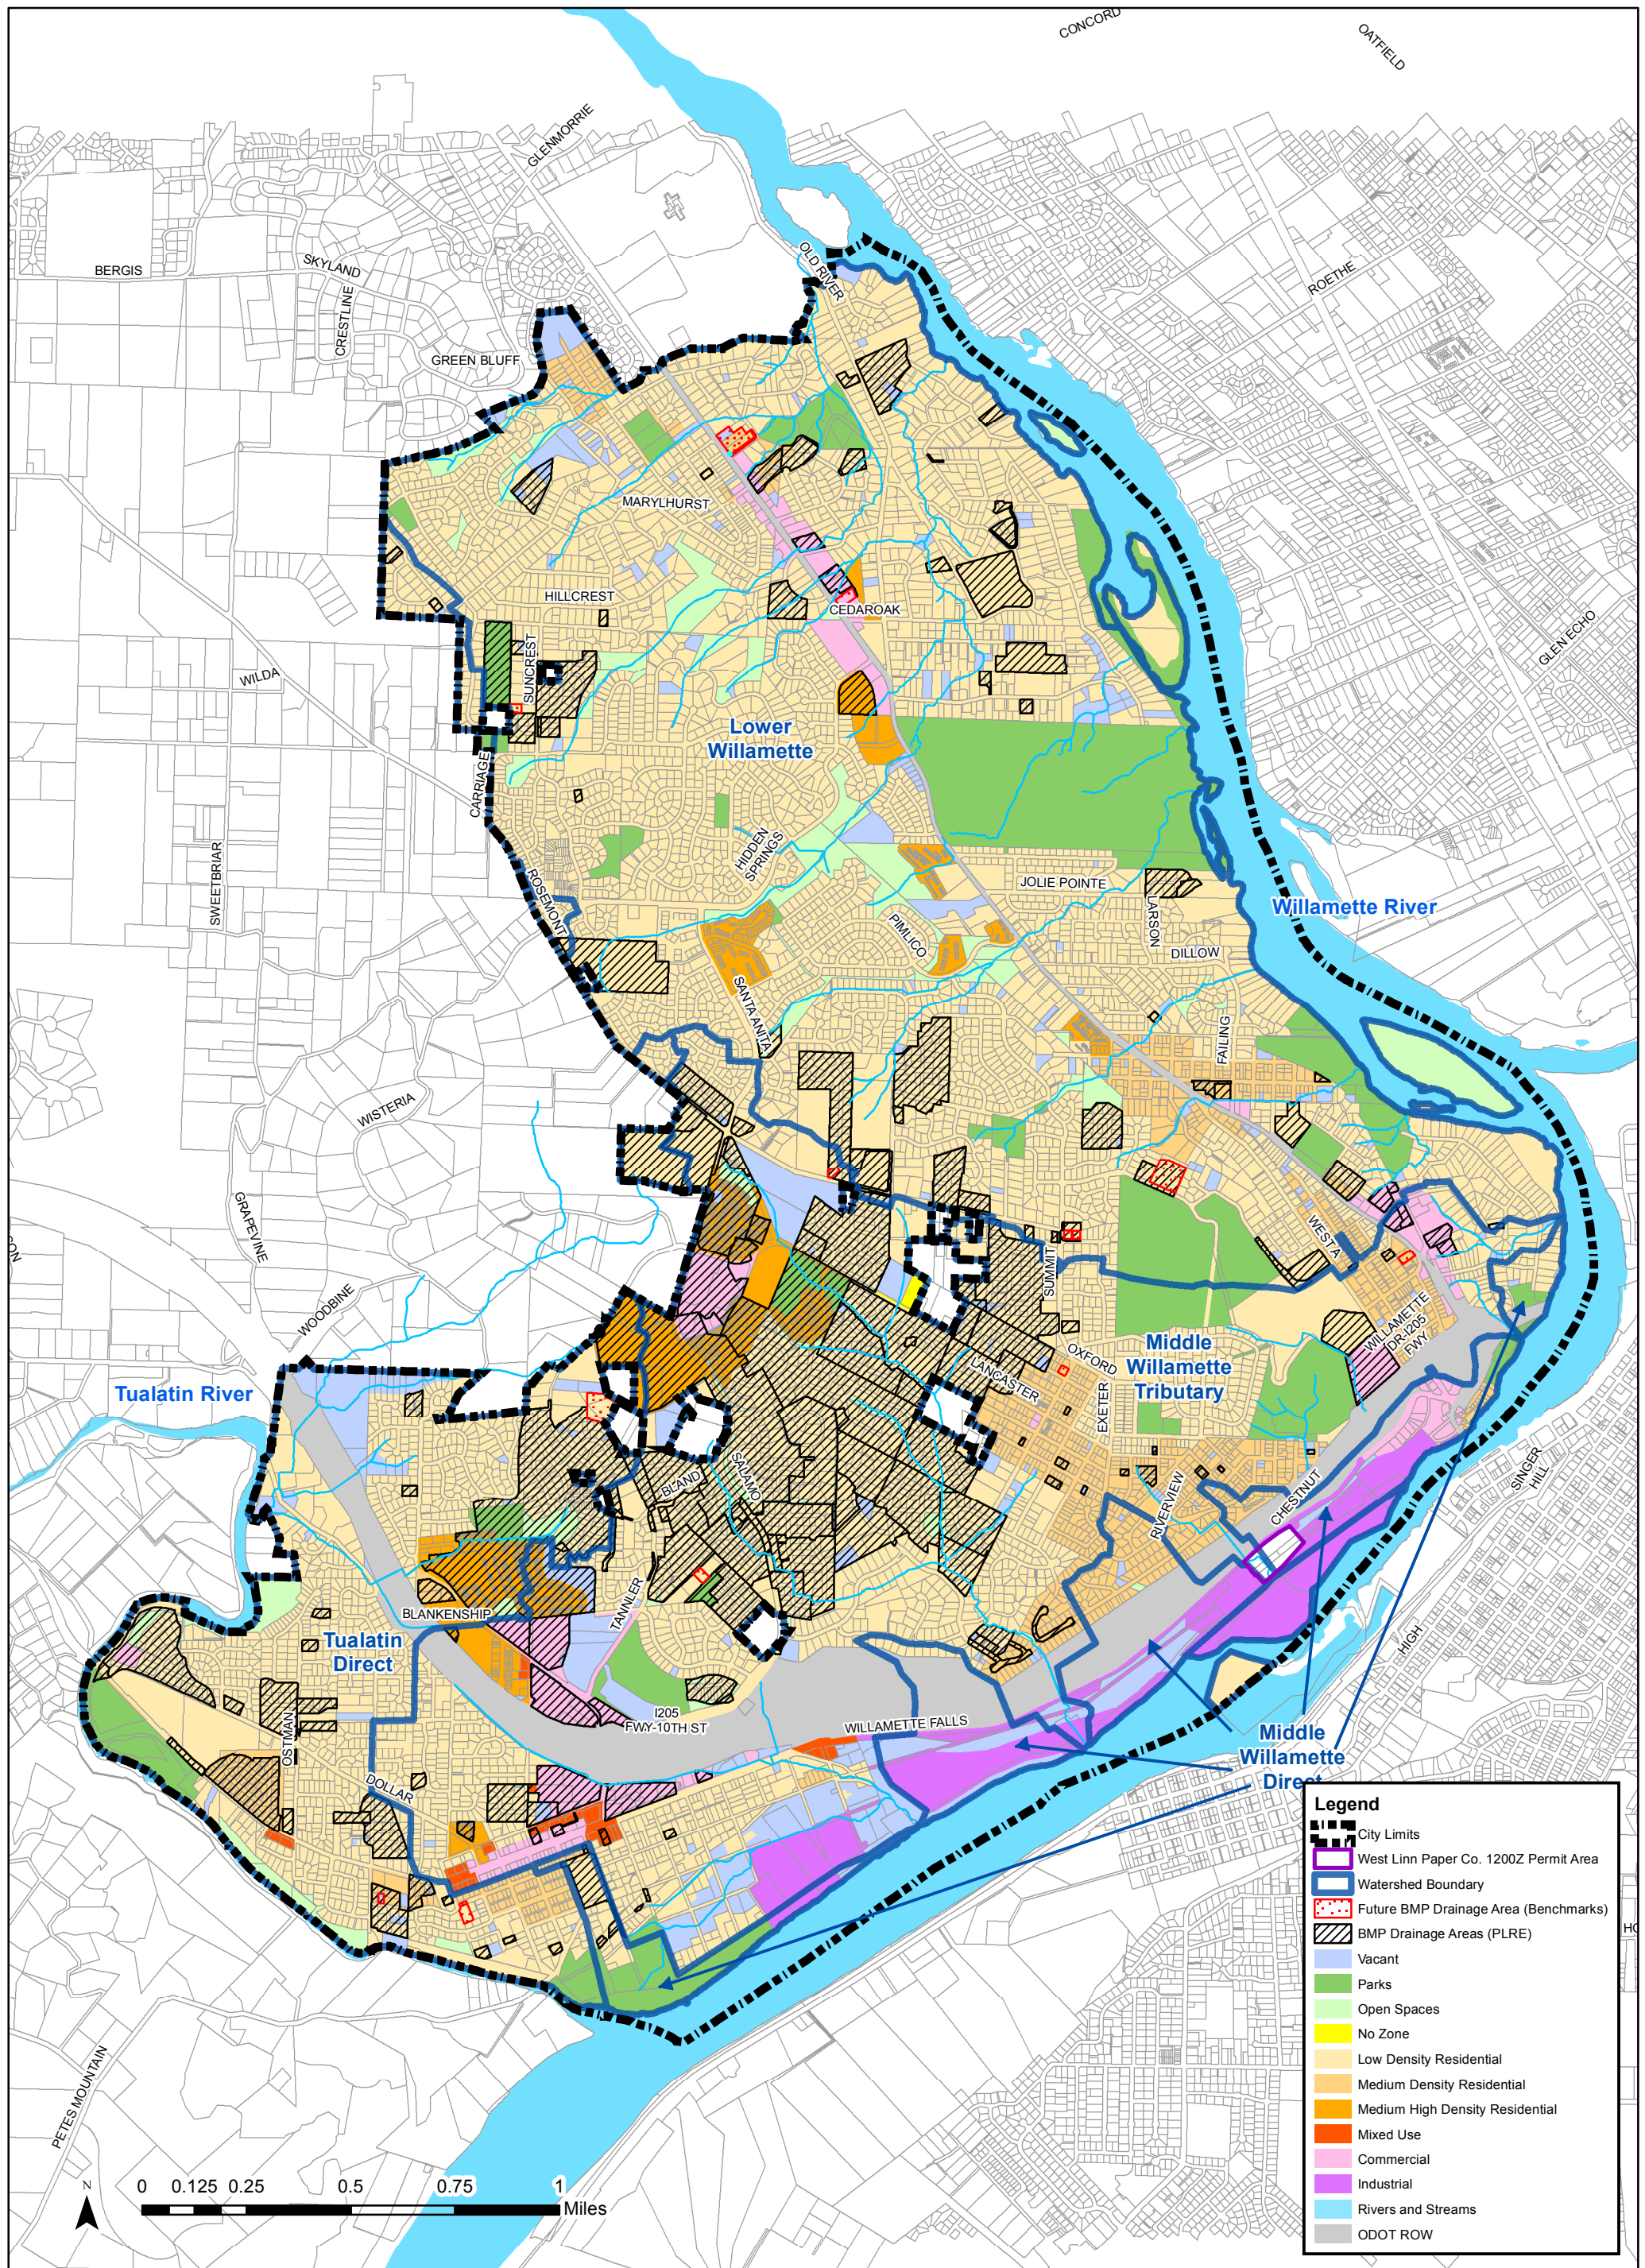 CONCORD
OATFIELD
GLENMORRIE
OLD RIVER
BERGIS
SKYLAND
ROETHE
CRESTLINE
GREEN BLUFF
MARYLHURST
HILLCREST
CEDAROAK
GLEN ECHO
SUNCREST
WILDA
Lower
Willamette
CARRIAGE
HIDDEN
SPRINGS
SWEETBRIAR
ROSEMONT
JOLIE POINTE
LARSON
Willamette River
PIMLICO
DILLOW
SANTA ANITA
FAILING
WISTERIA
GRAPEVINE
SON
WEST A
SUMMIT
WOODBINE
WILLAMETTE
DR-I205
FWY
Middle
Willamette
Tributary
OXFORD
LANCASTER
EXETER
Tualatin River
SALAMO
BLAND
SINGER
HILL
RIVERVIEW
CHESTNUT
TANNLER
BLANKENSHIP
Tualatin
Direct
HIGH
I205
FWY-10TH ST
WILLAMETTE FALLS
OSTMAN
DOLLAR
Middle
Willamette
Direct
Legend
City Limits
West Linn Paper Co. 1200Z Permit Area
Watershed Boundary
Future BMP Drainage Area (Benchmarks)
BMP Drainage Areas (PLRE)
Vacant
Parks
Open Spaces
No Zone
Low Density Residential
Medium Density Residential
Medium High Density Residential
Mixed Use
Commercial
Industrial
Rivers and Streams
ODOT ROW
HO
PETES MOUNTAIN
N
0 0.125 0.25 0.5 0.75 1
Miles